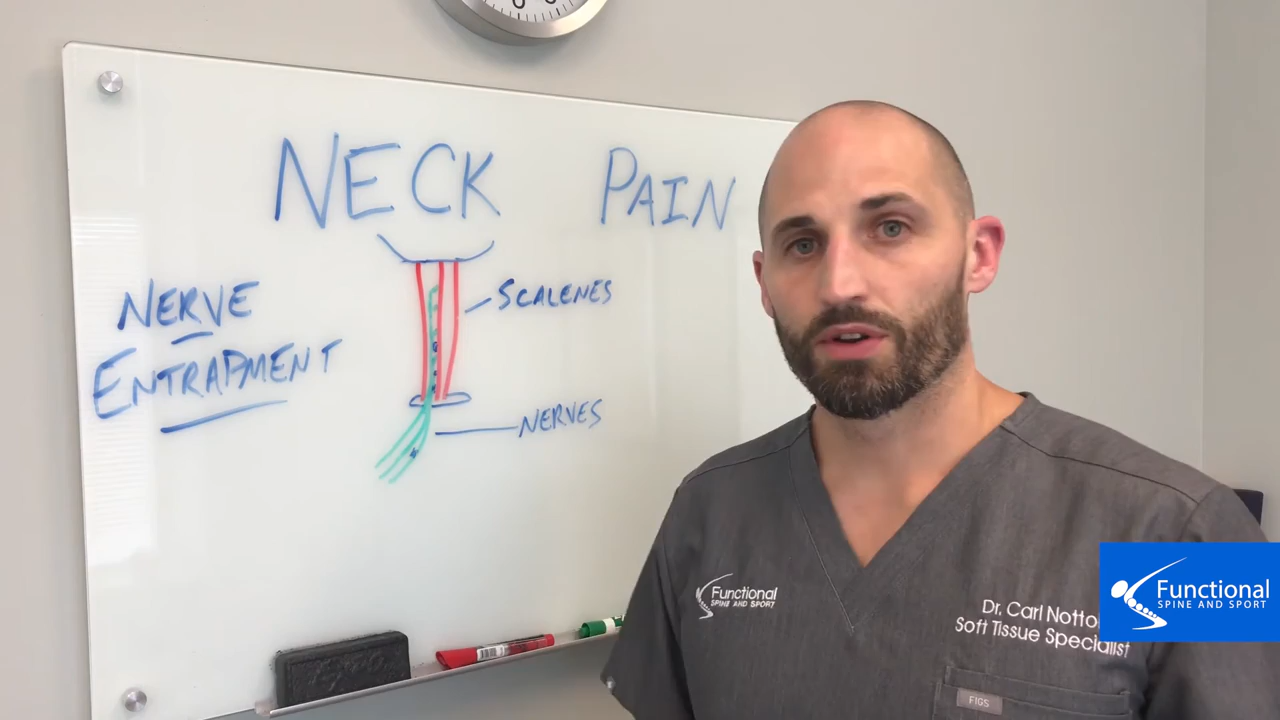 NECK PAIN
NERVE
ENTRAPMENT
SCALENES
NERVES
Functional
SPINE AND SPORT
Dr. Carl
Soft Tissue Specialist
FIGS
Functional
SPINE AND SPORT